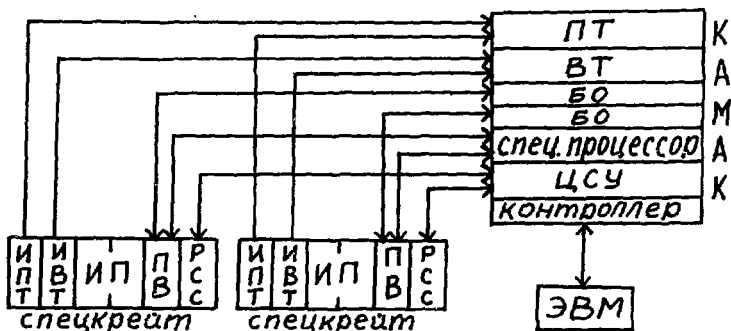 ПТ
ВТ
БО
БО
спец.процессор
ЦСУ
контроллер
К
А
М
А
К
ИПТ
ИВТ
ИП
ПВ
РСС
спецкрейт
ИПТ
ИВТ
ИП
ПВ
РСС
спецкрейт
ЭВМ